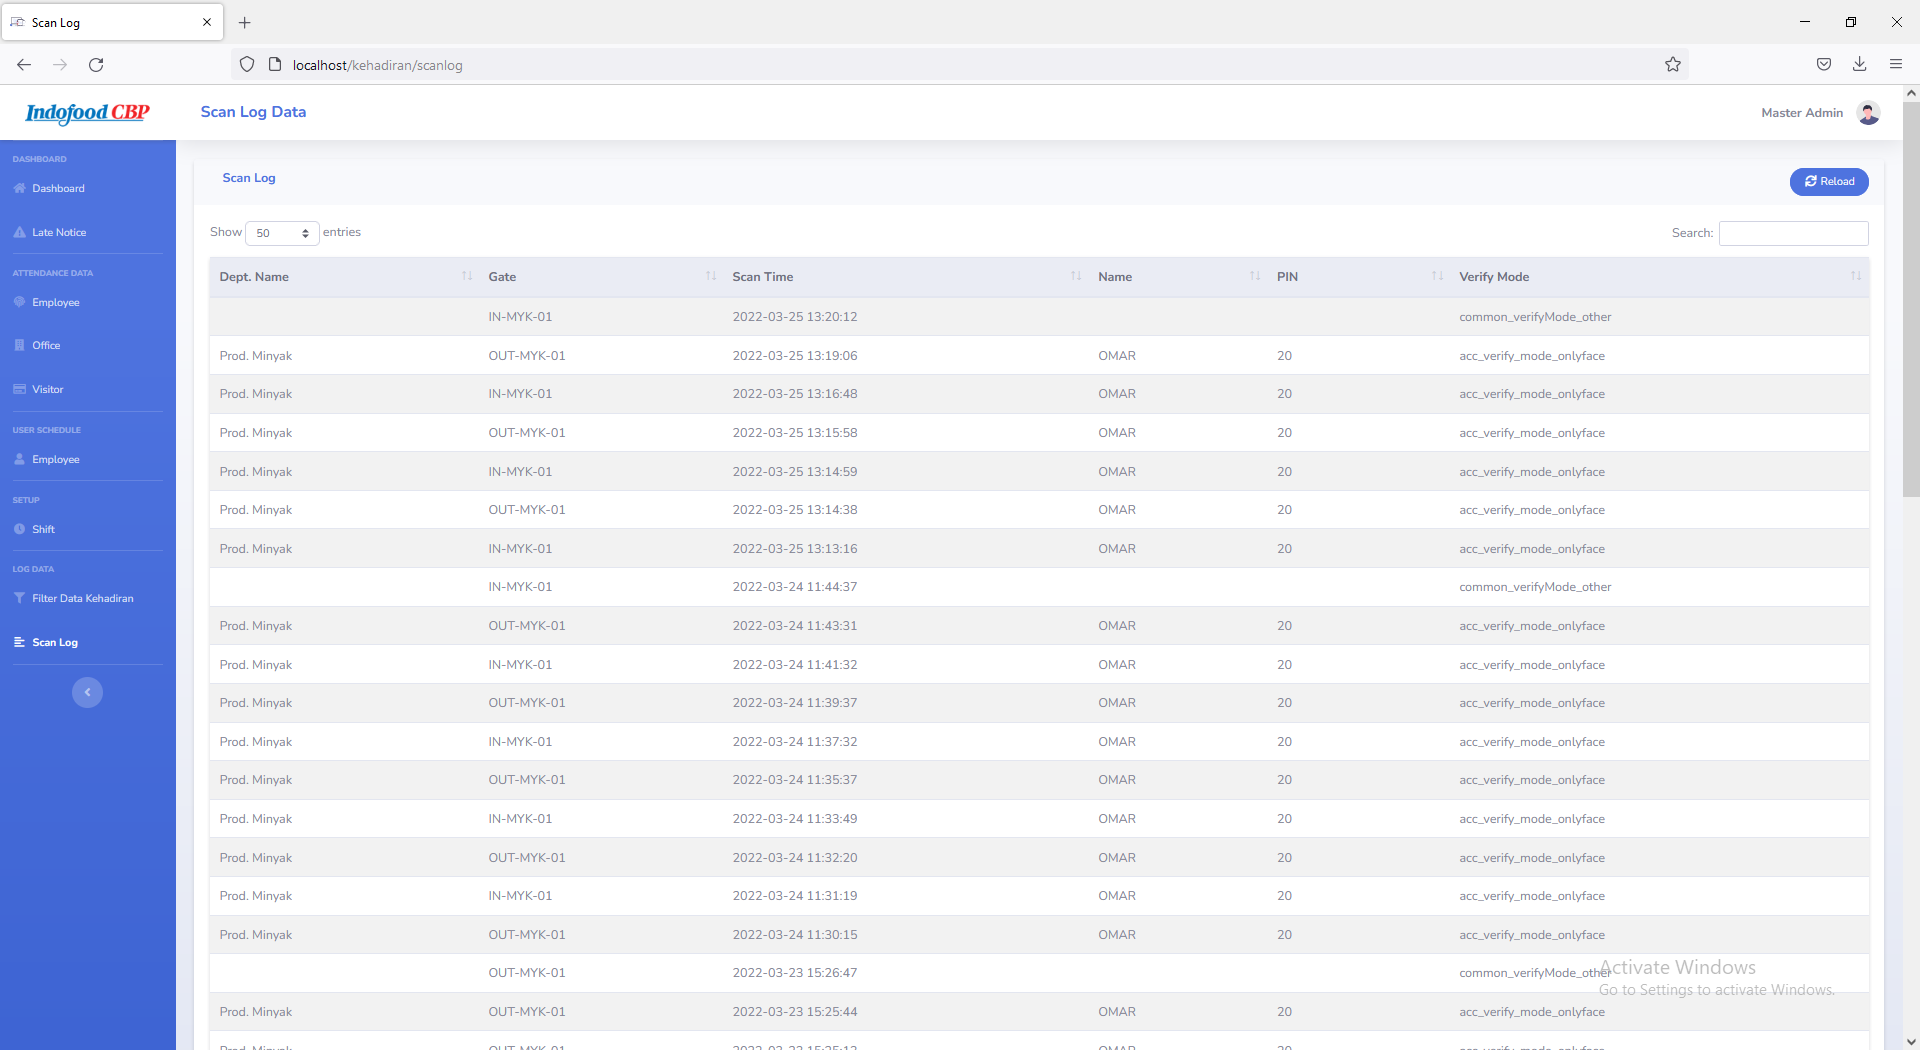 Scan Log
localhost/kehadiran/scanlog
Indofood CBP
Scan Log Data
Master Admin
DASHBOARD
Dashboard
Late Notice
ATTENDANCE DATA
Employee
Office
Visitor
USER SCHEDULE
Employee
SETUP
Shift
LOG DATA
Filter Data Kehadiran
Scan Log
Scan Log
Reload
Show 50 entries
Search:
Dept. Name Gate Scan Time Name PIN Verify Mode
IN-MYK-01 2022-03-25 13:20:12 common_verifyMode_other
Prod. Minyak OUT-MYK-01 2022-03-25 13:19:06 OMAR 20 acc_verify_mode_onlyface
Prod. Minyak IN-MYK-01 2022-03-25 13:16:48 OMAR 20 acc_verify_mode_onlyface
Prod. Minyak OUT-MYK-01 2022-03-25 13:15:58 OMAR 20 acc_verify_mode_onlyface
Prod. Minyak IN-MYK-01 2022-03-25 13:14:59 OMAR 20 acc_verify_mode_onlyface
Prod. Minyak OUT-MYK-01 2022-03-25 13:14:38 OMAR 20 acc_verify_mode_onlyface
Prod. Minyak IN-MYK-01 2022-03-25 13:13:16 OMAR 20 acc_verify_mode_onlyface
IN-MYK-01 2022-03-24 11:44:37 common_verifyMode_other
Prod. Minyak OUT-MYK-01 2022-03-24 11:43:31 OMAR 20 acc_verify_mode_onlyface
Prod. Minyak IN-MYK-01 2022-03-24 11:41:32 OMAR 20 acc_verify_mode_onlyface
Prod. Minyak OUT-MYK-01 2022-03-24 11:39:37 OMAR 20 acc_verify_mode_onlyface
Prod. Minyak IN-MYK-01 2022-03-24 11:37:32 OMAR 20 acc_verify_mode_onlyface
Prod. Minyak OUT-MYK-01 2022-03-24 11:35:37 OMAR 20 acc_verify_mode_onlyface
Prod. Minyak IN-MYK-01 2022-03-24 11:33:49 OMAR 20 acc_verify_mode_onlyface
Prod. Minyak OUT-MYK-01 2022-03-24 11:32:20 OMAR 20 acc_verify_mode_onlyface
Prod. Minyak IN-MYK-01 2022-03-24 11:31:19 OMAR 20 acc_verify_mode_onlyface
Prod. Minyak OUT-MYK-01 2022-03-24 11:30:15 OMAR 20 acc_verify_mode_onlyface
OUT-MYK-01 2022-03-23 15:26:47 common_verifyMode_other
Prod. Minyak OUT-MYK-01 2022-03-23 15:25:44 OMAR 20 acc_verify_mode_onlyface
Activate Windows
Go to Settings to activate Windows.